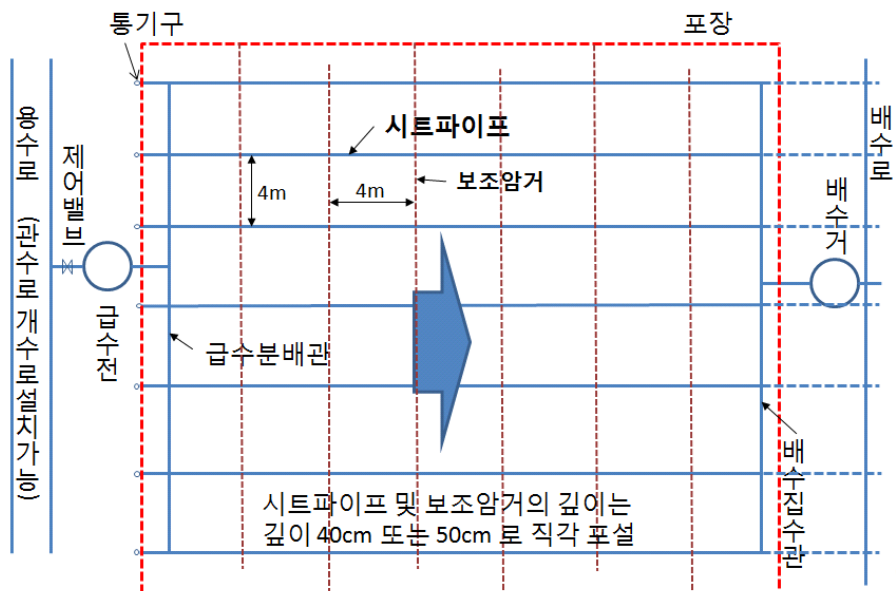 통기구
포장
용수로 (관수로 개수로설치가능)
제어밸브
급수전
시트파이프
4m
4m
보조암거
급수분배관
배수로
배수거
배수집수관
시트파이프 및 보조암거의 깊이는
깊이 40cm 또는 50cm 로 직각 포설